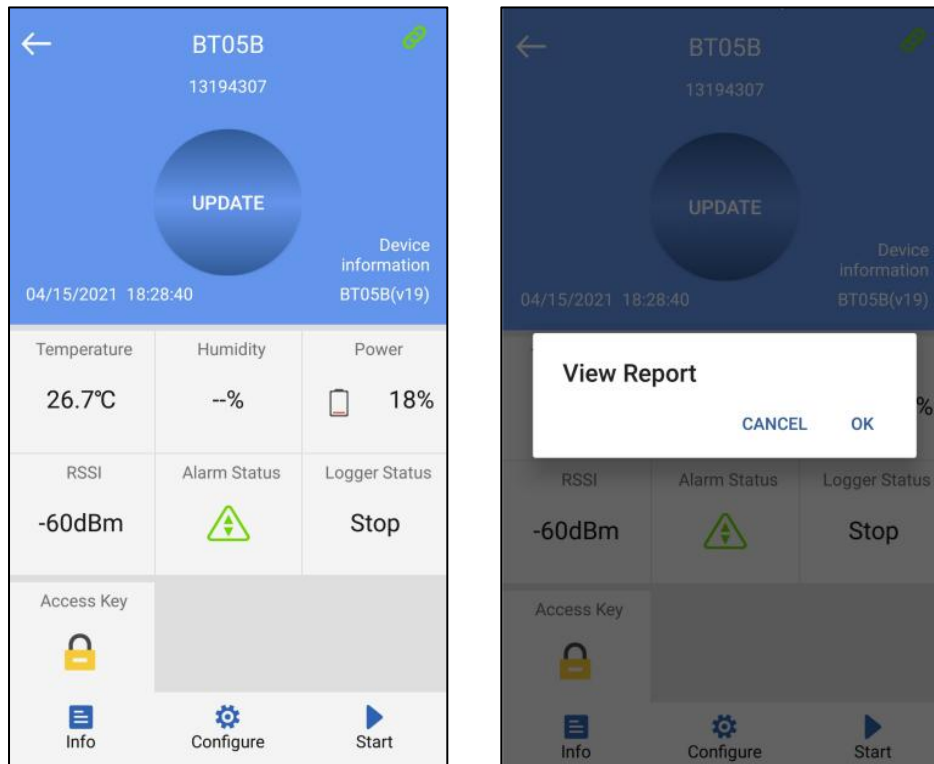 BT05B
13194307
UPDATE
Device
information
04/15/2021 18:28:40 BT05B(v19)
Temperature Humidity Power
26.7℃ --% 18%
RSSI Alarm Status Logger Status
-60dBm Stop
Access Key
Info Configure Start
BT05B
13194307
UPDATE
Device
information
04/15/2021 18:28:40 BT05B(v19)
View Report
%
CANCEL OK
RSSI Alarm Status Logger Status
-60dBm Stop
Access Key
Info Configure Start